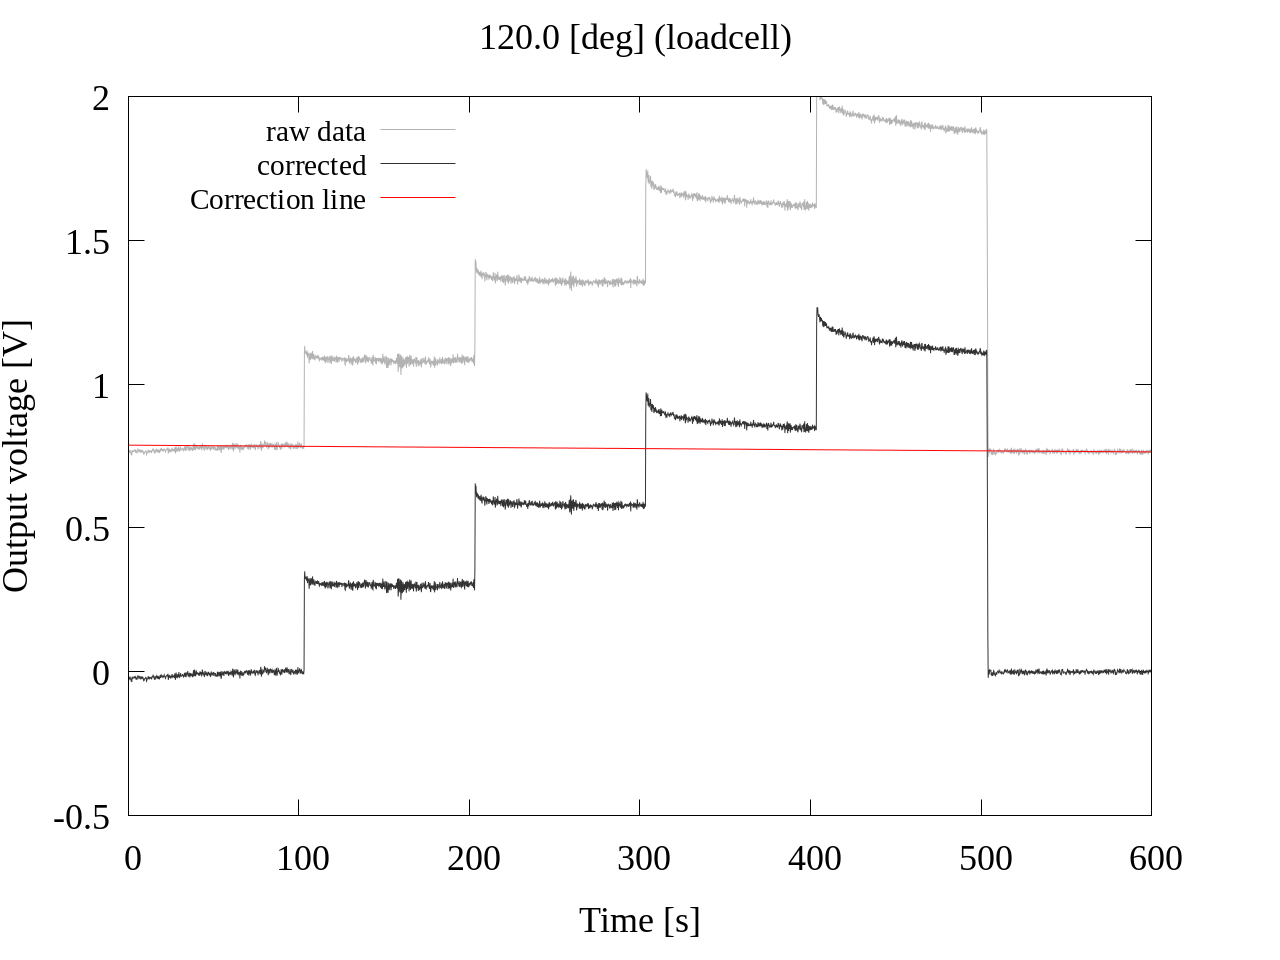 120.0 [deg] (loadcell)
raw data
corrected
Correction line
Output voltage [V]
2
1.5
1
0.5
0
-0.5
0 100 200 300 400 500 600
Time [s]